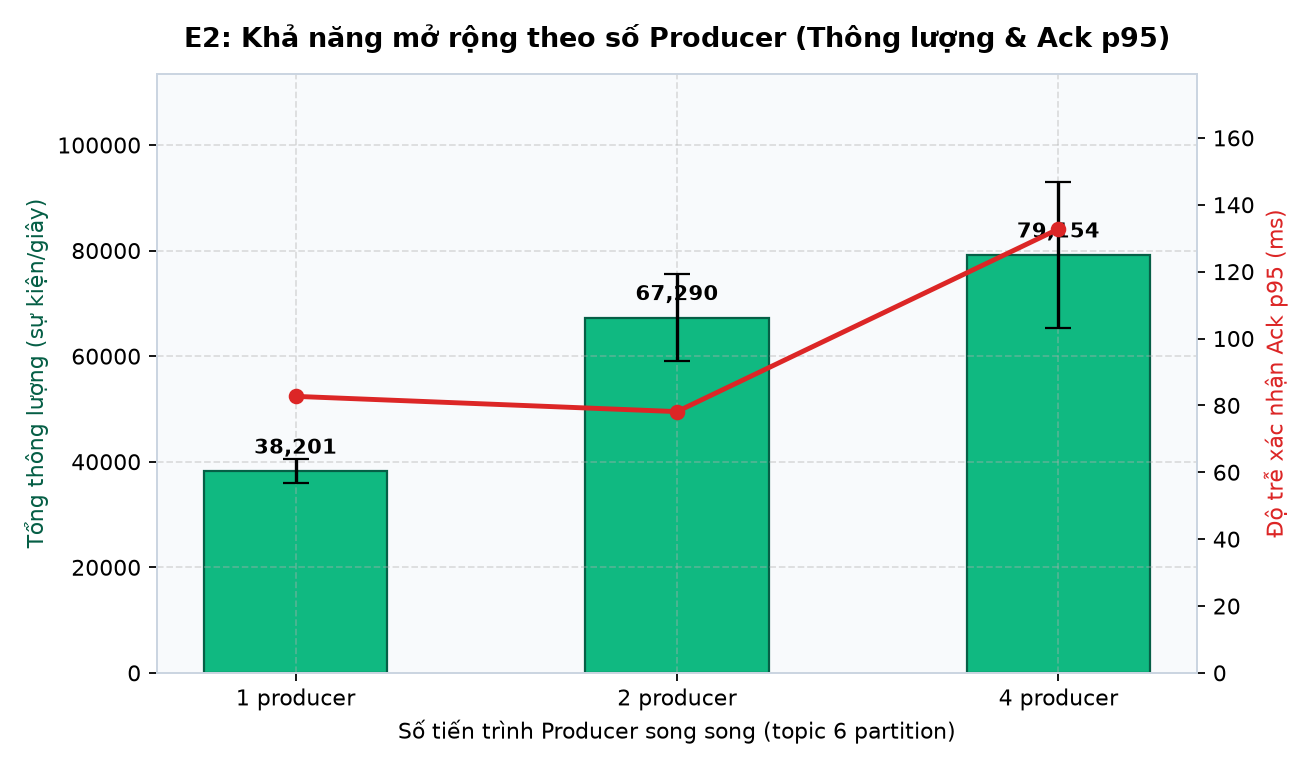 E2: Khả năng mở rộng theo số Producer (Thông lượng & Ack p95)
Tổng thông lượng (sự kiện/giây)
100000
80000
60000
40000
20000
0
38,201
67,290
79,154
160
140
120
100
80
60
40
20
0
Độ trễ xác nhận Ack p95 (ms)
1 producer
2 producer
4 producer
Số tiến trình Producer song song (topic 6 partition)